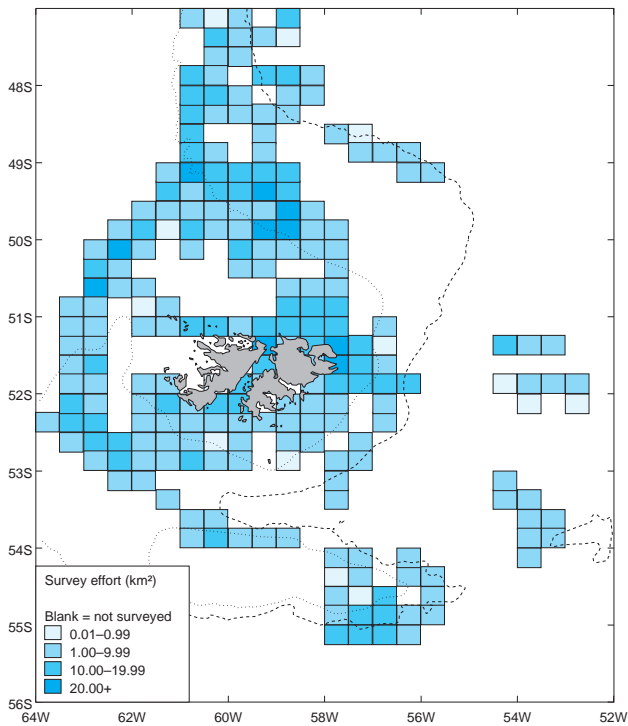 48S
49S
50S
51S
52S
53S
54S
55S
56S
Survey effort (km²)
Blank = not surveyed
0.01–0.99
1.00–9.99
10.00–19.99
20.00+
64W 62W 60W 58W 56W 54W 52W